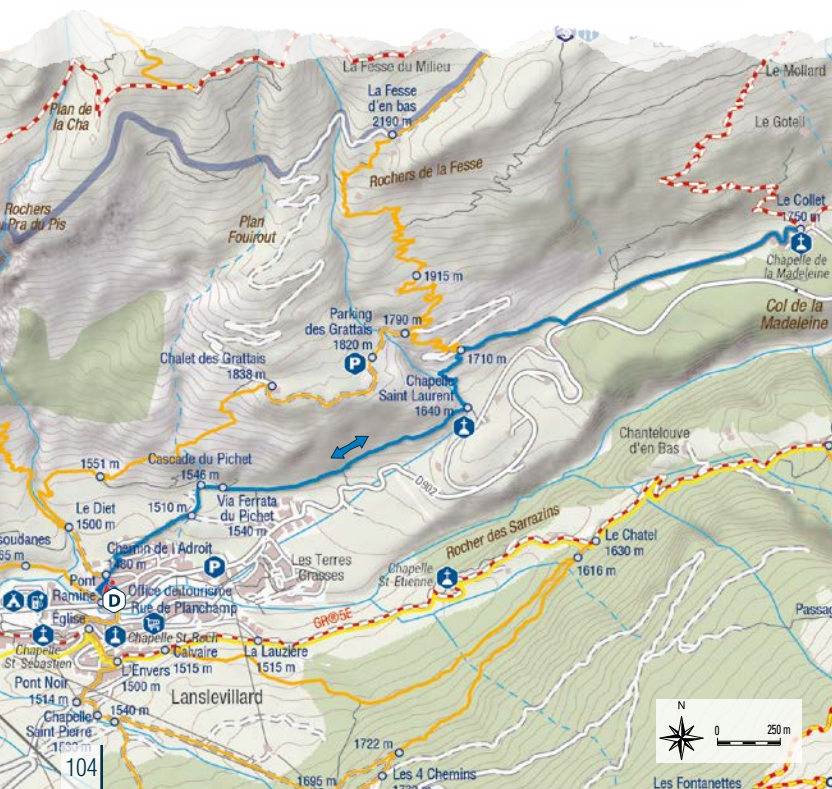 La Fesse du Milieu
Le Mollard
La Fesse
d'en bas
2190 m
Plan de
la Cha
Le Goteil
Rochers de la Fesse
Rochers
Pra du Pis
Plan
Fouirout
Le Collet
1750 m
Chapelle de
la Madeleine
1915 m
Col de la
Madeleine
Parking
des Grattais
1820 m
P
1790 m
1710 m
Chalet des Grattais
1838 m
Chapelle
Saint Laurent
1640 m
Chantelouve
d'en Bas
Cascade du Pichet
1546 m
1551 m
D902
1510 m
Via Ferrata
du Pichet
1540 m
Le Diet
1500 m
Rocher des Sarrazins
Le Chatel
1630 m
1616 m
soudanes
65 m
Chemin de l'Adroit
1480 m
P
Les Terres
Grasses
Chapelle
St-Etienne
Pont
Ramine
D
Office de tourisme
Rue de Planchamp
GR®5E
Passag
Église
Chapelle St-Roch
Chapelle
St-Sébastien
Calvaire
1515 m
La Lauzière
1515 m
L'Envers
1500 m
Pont Noir
1514 m
Lanslevillard
Chapelle
Saint Pierre
1530 m
1540 m
N
0 250 m
1722 m
104
1695 m
Les 4 Chemins
Les Fontanettes